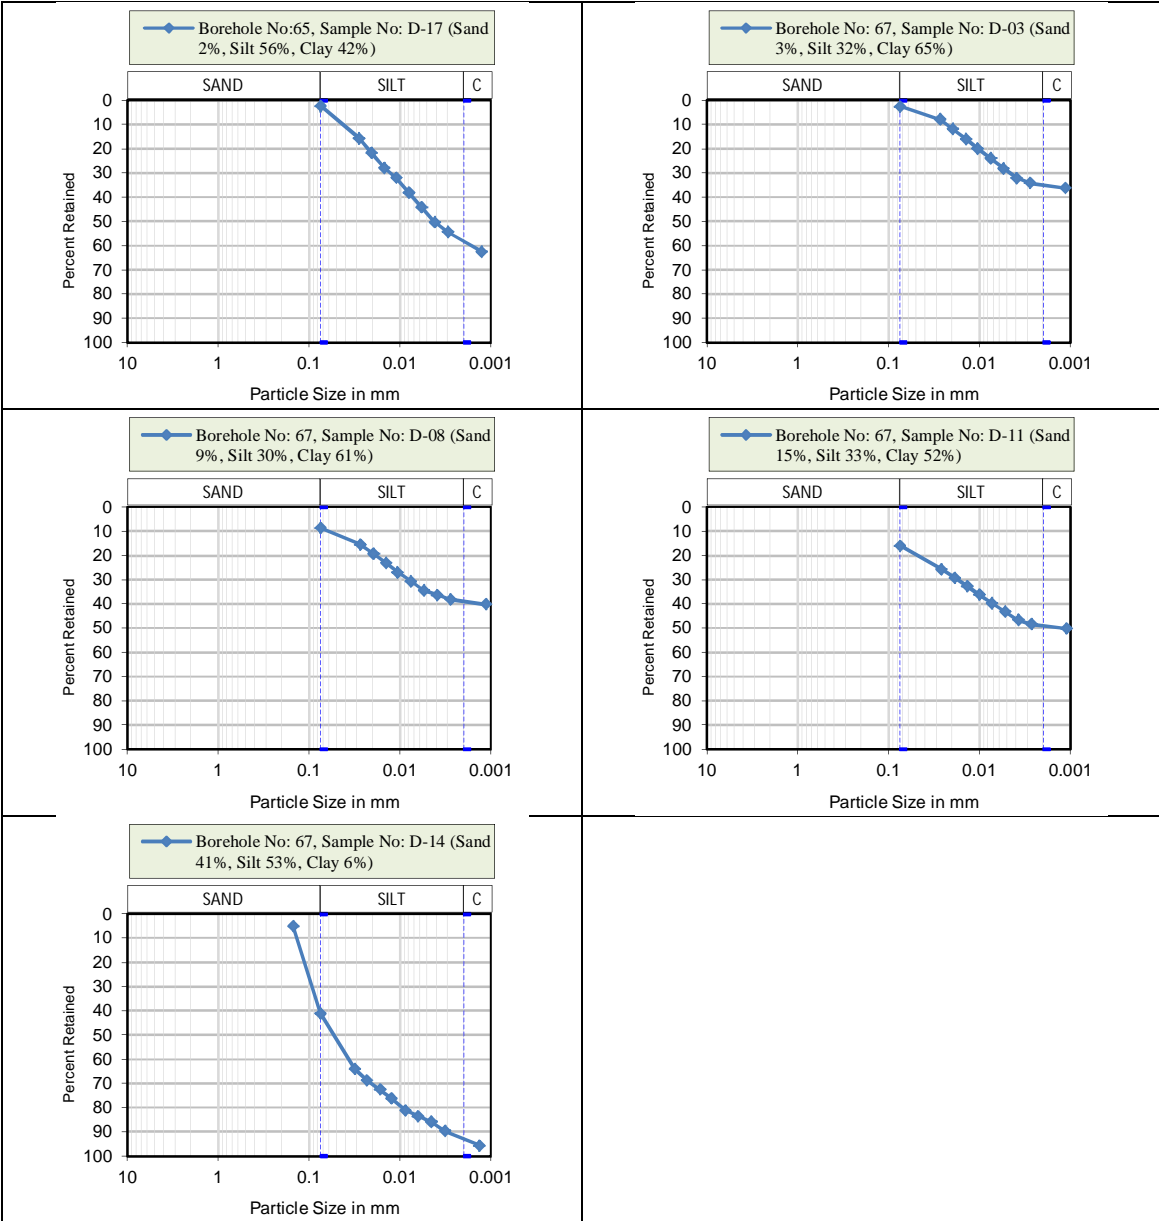 Borehole No:65, Sample No: D-17 (Sand
2%, Silt 56%, Clay 42%)
SAND SILT C
0
10
20
30
40
50
60
70
80
90
100
Percent Retained
10 1 0.1 0.01 0.001
Particle Size in mm
Borehole No: 67, Sample No: D-03 (Sand
3%, Silt 32%, Clay 65%)
SAND SILT C
0
10
20
30
40
50
60
70
80
90
100
Percent Retained
10 1 0.1 0.01 0.001
Particle Size in mm
Borehole No: 67, Sample No: D-08 (Sand
9%, Silt 30%, Clay 61%)
SAND SILT C
0
10
20
30
40
50
60
70
80
90
100
Percent Retained
10 1 0.1 0.01 0.001
Particle Size in mm
Borehole No: 67, Sample No: D-11 (Sand
15%, Silt 33%, Clay 52%)
SAND SILT C
0
10
20
30
40
50
60
70
80
90
100
Percent Retained
10 1 0.1 0.01 0.001
Particle Size in mm
Borehole No: 67, Sample No: D-14 (Sand
41%, Silt 53%, Clay 6%)
SAND SILT C
0
10
20
30
40
50
60
70
80
90
100
Percent Retained
10 1 0.1 0.01 0.001
Particle Size in mm